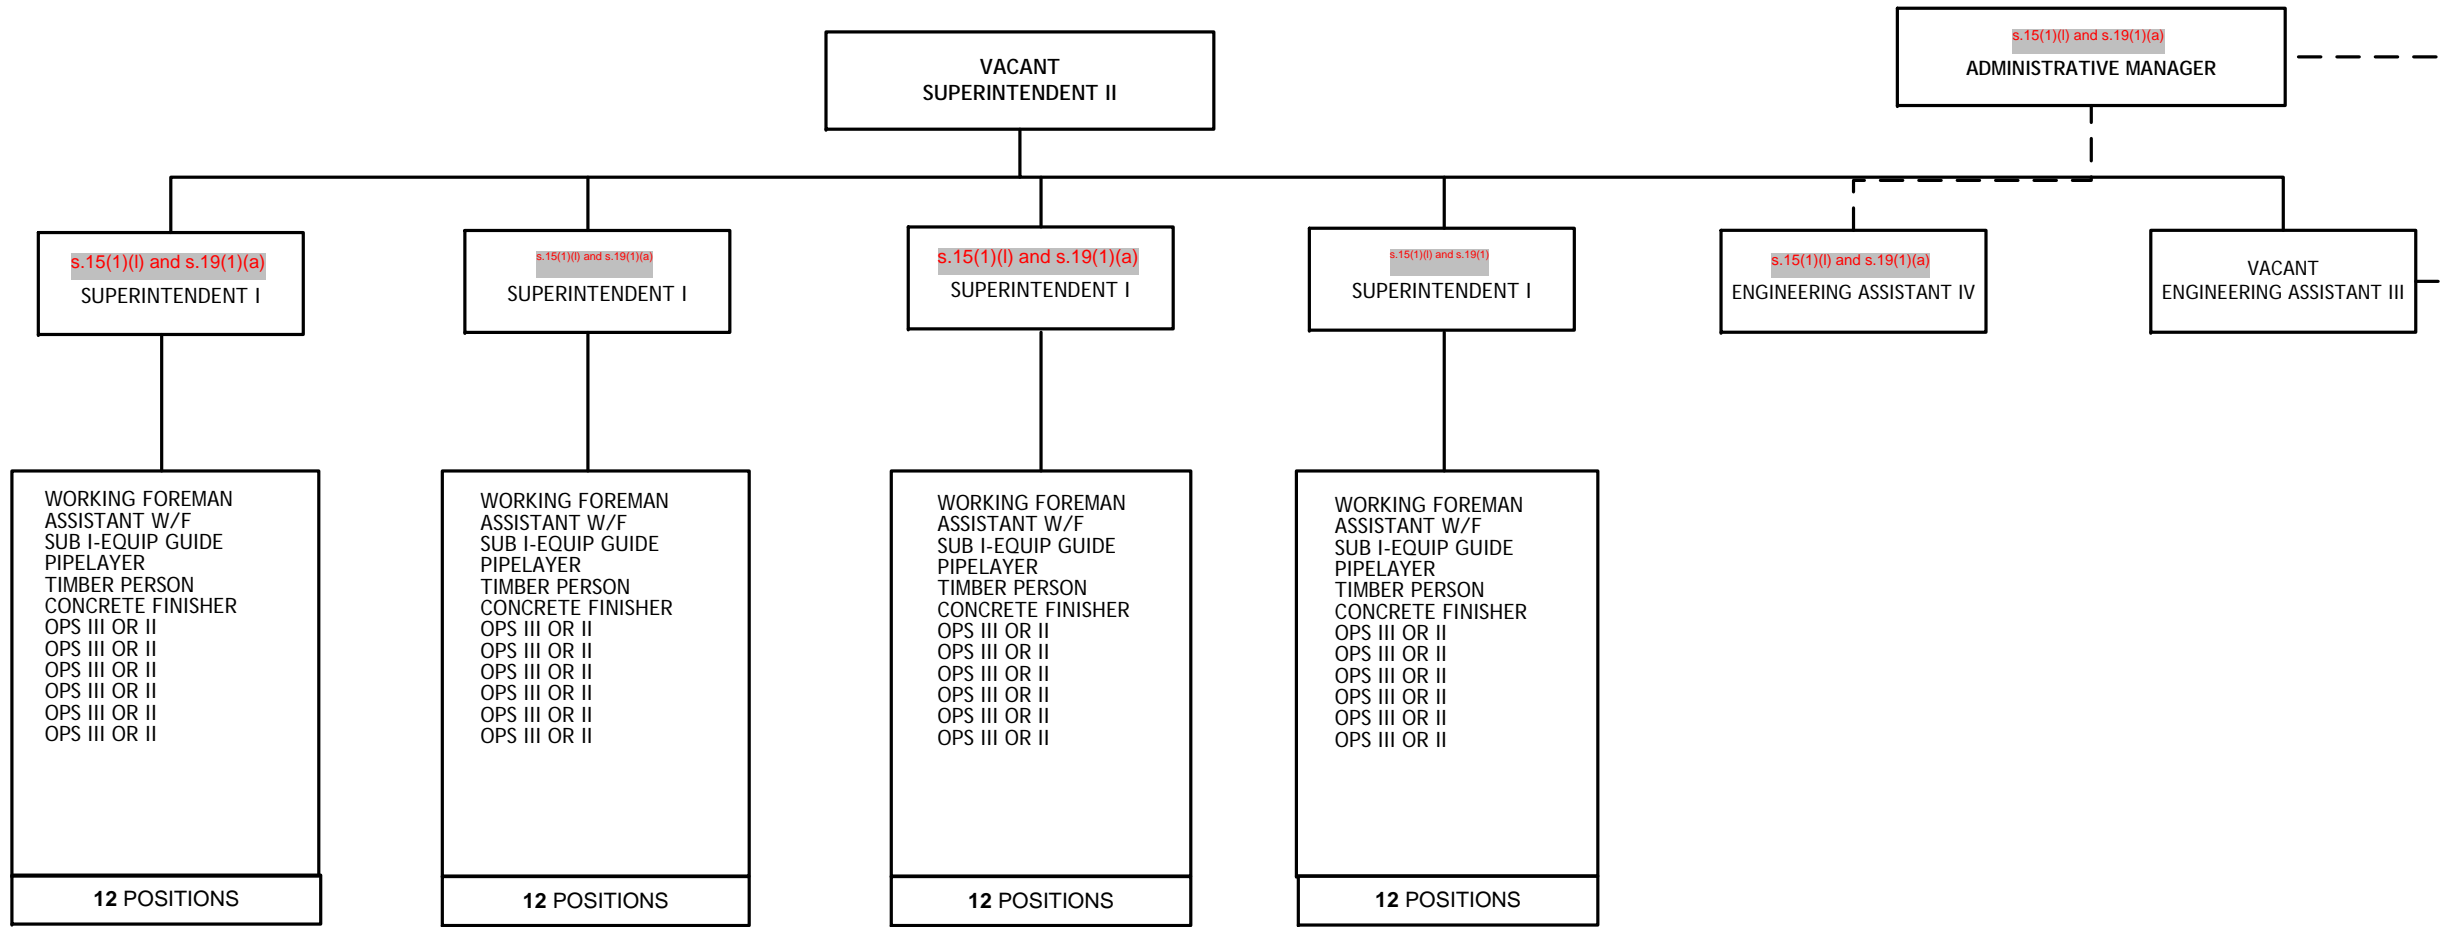 s.15(1)(l) and s.19(1)(a)
ADMINISTRATIVE MANAGER
VACANT
SUPERINTENDENT II
s.15(1)(l) and s.19(1)(a)
SUPERINTENDENT I
s.15(1)(l) and s.19(1)(a)
SUPERINTENDENT I
s.15(1)(l) and s.19(1)(a)
SUPERINTENDENT I
s.15(1)(l) and s.19(1)
SUPERINTENDENT I
s.15(1)(l) and s.19(1)(a)
ENGINEERING ASSISTANT IV
VACANT
ENGINEERING ASSISTANT III
WORKING FOREMAN
ASSISTANT W/F
SUB I-EQUIP GUIDE
PIPELAYER
TIMBER PERSON
CONCRETE FINISHER
OPS III OR II
OPS III OR II
OPS III OR II
OPS III OR II
OPS III OR II
OPS III OR II
12 POSITIONS
WORKING FOREMAN
ASSISTANT W/F
SUB I-EQUIP GUIDE
PIPELAYER
TIMBER PERSON
CONCRETE FINISHER
OPS III OR II
OPS III OR II
OPS III OR II
OPS III OR II
OPS III OR II
OPS III OR II
12 POSITIONS
WORKING FOREMAN
ASSISTANT W/F
SUB I-EQUIP GUIDE
PIPELAYER
TIMBER PERSON
CONCRETE FINISHER
OPS III OR II
OPS III OR II
OPS III OR II
OPS III OR II
OPS III OR II
OPS III OR II
12 POSITIONS
WORKING FOREMAN
ASSISTANT W/F
SUB I-EQUIP GUIDE
PIPELAYER
TIMBER PERSON
CONCRETE FINISHER
OPS III OR II
OPS III OR II
OPS III OR II
OPS III OR II
OPS III OR II
OPS III OR II
12 POSITIONS